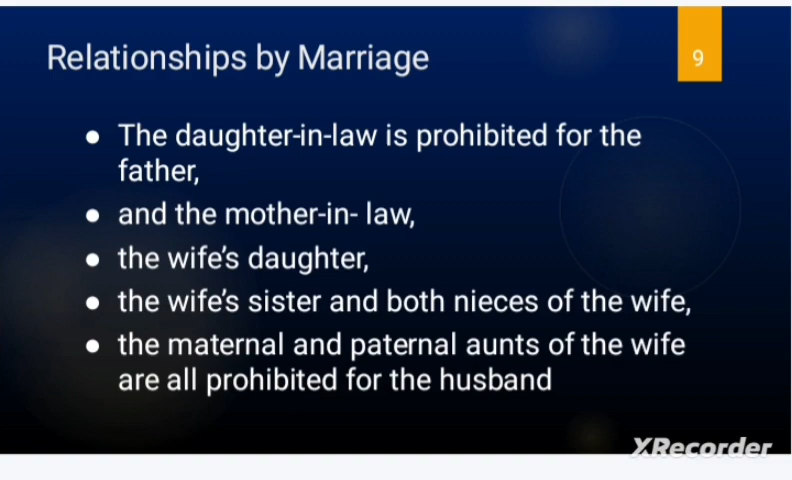 Relationships by Marriage
9
● The daughter-in-law is prohibited for the
father,
● and the mother-in- law,
● the wife's daughter,
● the wife's sister and both nieces of the wife,
● the maternal and paternal aunts of the wife
are all prohibited for the husband
XRecorder